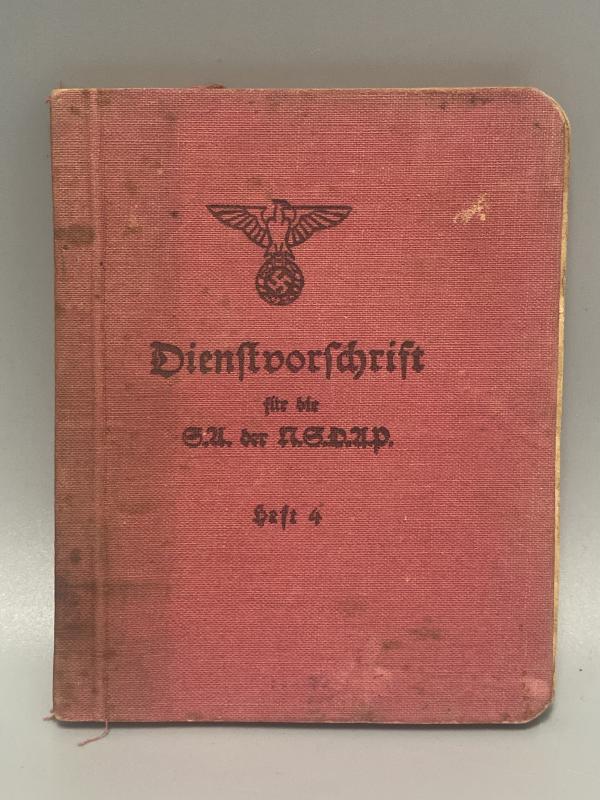 Dienstvorschrift
für die
S.A. der N.S.D.A.P.
Heft 4